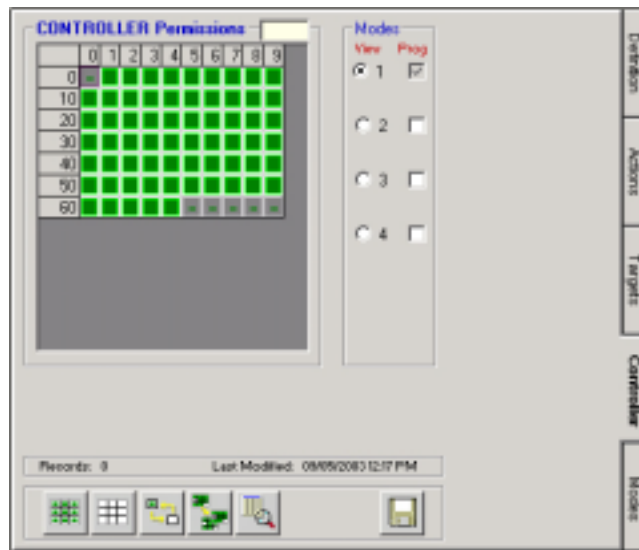 CONTROLLER Permissions
Modes
View Prog
0 1 2 3 4 5 6 7 8 9
0
10
20
30
40
50
60
1
2
3
4
Definition
Actions
Targets
Controller
Modes
Records: 0
Last Modified: 09/09/2003 12:17 PM